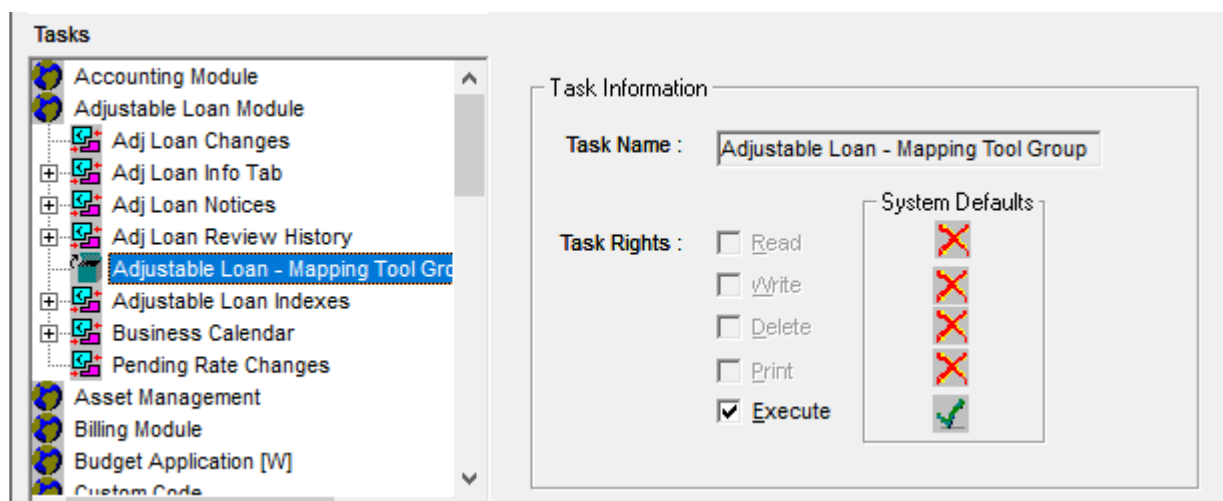 Tasks
Accounting Module
Adjustable Loan Module
Adj Loan Changes
Adj Loan Info Tab
Adj Loan Notices
Adj Loan Review History
Adjustable Loan - Mapping Tool Gro
Adjustable Loan Indexes
Business Calendar
Pending Rate Changes
Asset Management
Billing Module
Budget Application [W]
Custom Code
Task Information
Task Name : Adjustable Loan - Mapping Tool Group
System Defaults
Task Rights : Read
Write
Delete
Print
Execute